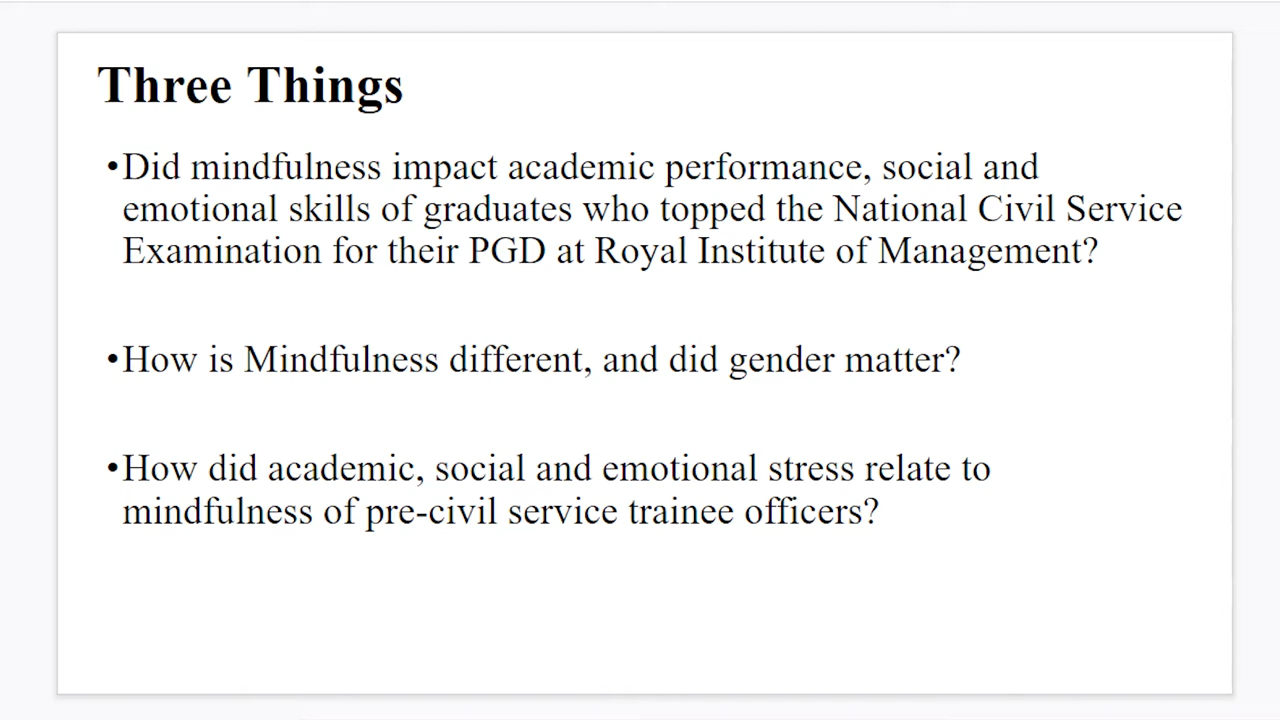 Three Things
•Did mindfulness impact academic performance, social and
emotional skills of graduates who topped the National Civil Service
Examination for their PGD at Royal Institute of Management?
•How is Mindfulness different, and did gender matter?
•How did academic, social and emotional stress relate to
mindfulness of pre-civil service trainee officers?